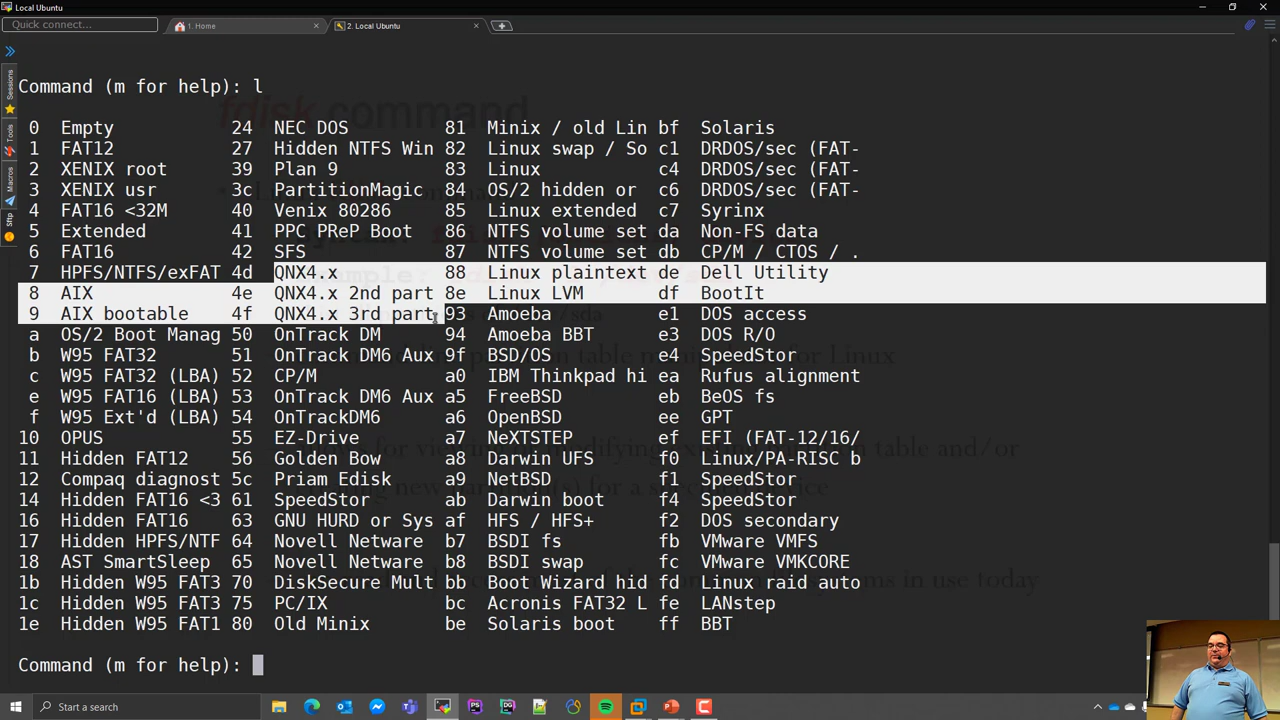 Local Ubuntu
Quick connect...
1. Home
2. Local Ubuntu
Sessions
Tools
Macros
Sftp
fdisk command
Command (m for help): l
0 Empty 24 NEC DOS 81 Minix / old Lin bf Solaris
1 FAT12 27 Hidden NTFS Win 82 Linux swap / So c1 DRDOS/sec (FAT-
2 XENIX root 39 Plan 9 83 Linux c4 DRDOS/sec (FAT-
3 XENIX usr 3c PartitionMagic 84 OS/2 hidden or c6 DRDOS/sec (FAT-
4 FAT16 <32M 40 Venix 80286 85 Linux extended c7 Syrinx
5 Extended 41 PPC PReP Boot 86 NTFS volume set da Non-FS data
6 FAT16 42 SFS 87 NTFS volume set db CP/M / CTOS / .
7 HPFS/NTFS/exFAT 4d QNX4.x 88 Linux plaintext de Dell Utility
8 AIX 4e QNX4.x 2nd part 8e Linux LVM df BootIt
9 AIX bootable 4f QNX4.x 3rd part 93 Amoeba e1 DOS access
a OS/2 Boot Manag 50 OnTrack DM 94 Amoeba BBT e3 DOS R/O
b W95 FAT32 51 OnTrack DM6 Aux 9f BSD/OS e4 SpeedStor
c W95 FAT32 (LBA) 52 CP/M a0 IBM Thinkpad hi ea Rufus alignment
e W95 FAT16 (LBA) 53 OnTrack DM6 Aux a5 FreeBSD eb BeOS fs
f W95 Ext'd (LBA) 54 OnTrackDM6 a6 OpenBSD ee GPT
10 OPUS 55 EZ-Drive a7 NeXTSTEP ef EFI (FAT-12/16/
11 Hidden FAT12 56 Golden Bow a8 Darwin UFS f0 Linux/PA-RISC b
12 Compaq diagnost 5c Priam Edisk a9 NetBSD f1 SpeedStor
14 Hidden FAT16 <3 61 SpeedStor ab Darwin boot f4 SpeedStor
16 Hidden FAT16 63 GNU HURD or Sys af HFS / HFS+ f2 DOS secondary
17 Hidden HPFS/NTF 64 Novell Netware b7 BSDI fs fb VMware VMFS
18 AST SmartSleep 65 Novell Netware b8 BSDI swap fc VMware VMKCORE
1b Hidden W95 FAT3 70 DiskSecure Mult bb Boot Wizard hid fd Linux raid auto
1c Hidden W95 FAT3 75 PC/IX bc Acronis FAT32 L fe LANstep
1e Hidden W95 FAT1 80 Old Minix be Solaris boot ff BBT
Command (m for help):
Start a search